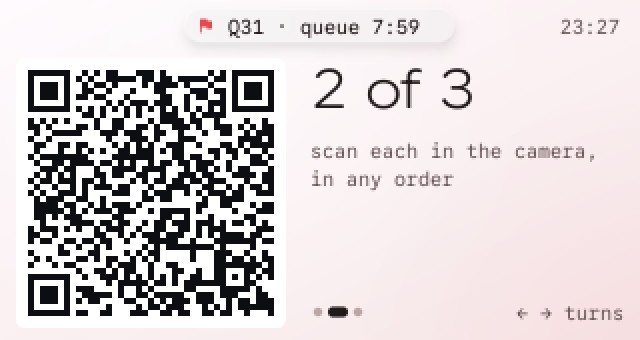 Q31 · queue 7:59
23:27
2 of 3
scan each in the camera,
in any order
← → turns